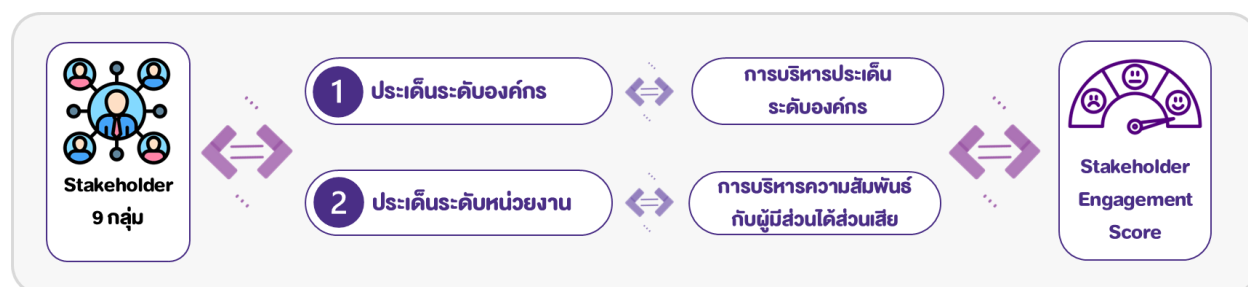 Stakeholder
9 กลุ่ม
1 ประเด็นระดับองค์กร
การบริหารประเด็น
ระดับองค์กร
2 ประเด็นระดับหน่วยงาน
การบริหารความสัมพันธ์
กับผู้มีส่วนได้ส่วนเสีย
Stakeholder
Engagement
Score